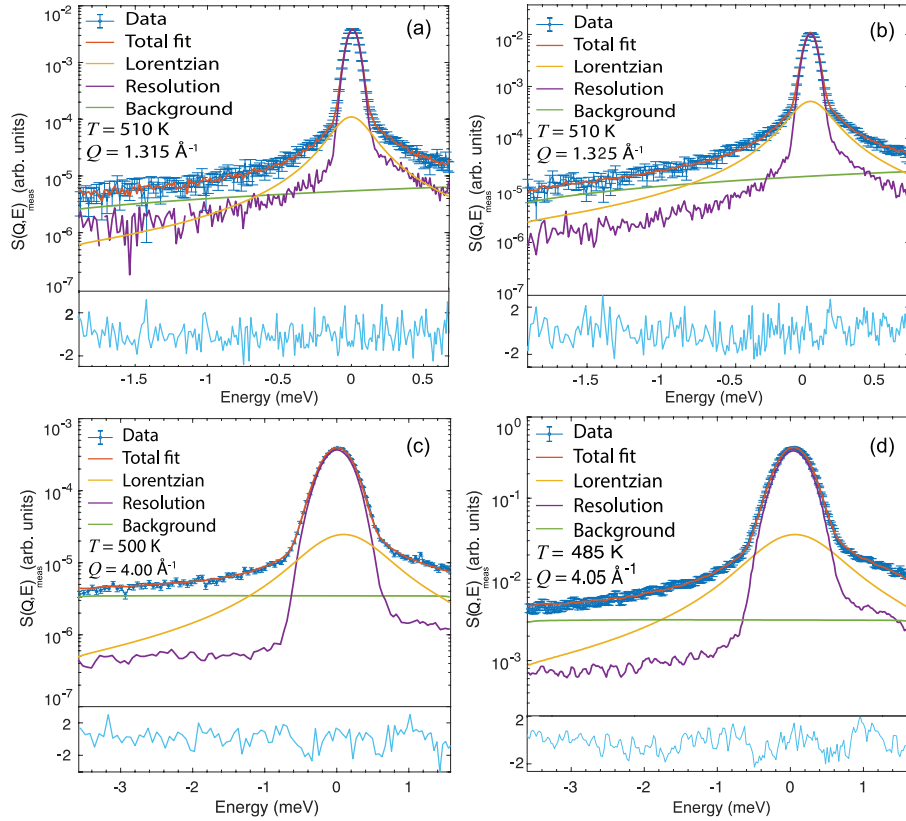 (a)
Data
Total fit
Lorentzian
Resolution
Background
T = 510 K
Q = 1.315 Å⁻¹
S(Q,E)meas (arb. units)
10⁻²
10⁻³
10⁻⁴
10⁻⁵
10⁻⁶
10⁻⁷
2
-2
-1.5 -1 -0.5 0 0.5
Energy (meV)
(b)
Data
Total fit
Lorentzian
Resolution
Background
T = 510 K
Q = 1.325 Å⁻¹
S(Q,E)meas (arb. units)
10⁻²
10⁻³
10⁻⁴
10⁻⁵
10⁻⁶
10⁻⁷
2
-2
-1.5 -1 -0.5 0 0.5
Energy (meV)
(c)
Data
Total fit
Lorentzian
Resolution
Background
T = 500 K
Q = 4.00 Å⁻¹
S(Q,E)meas (arb. units)
10⁻³
10⁻⁴
10⁻⁵
10⁻⁶
10⁻⁷
2
-2
-3 -2 -1 0 1
Energy (meV)
(d)
Data
Total fit
Lorentzian
Resolution
Background
T = 485 K
Q = 4.05 Å⁻¹
S(Q,E)meas (arb. units)
10⁰
10⁻¹
10⁻²
10⁻³
2
-2
-3 -2 -1 0 1
Energy (meV)